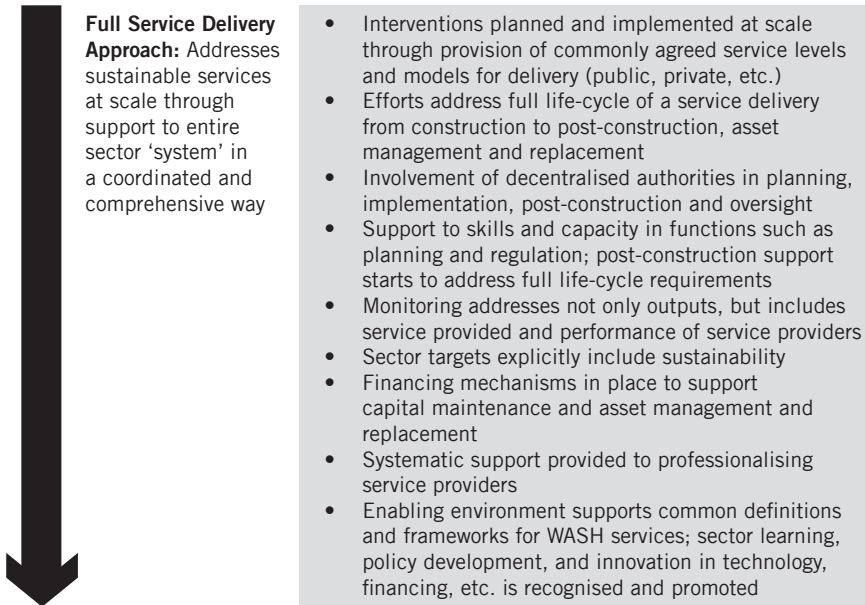 Full Service Delivery
Approach: Addresses
sustainable services
at scale through
support to entire
sector ‘system’ in
a coordinated and
comprehensive way
• Interventions planned and implemented at scale
through provision of commonly agreed service levels
and models for delivery (public, private, etc.)
• Efforts address full life-cycle of a service delivery
from construction to post-construction, asset
management and replacement
• Involvement of decentralised authorities in planning,
implementation, post-construction and oversight
• Support to skills and capacity in functions such as
planning and regulation; post-construction support
starts to address full life-cycle requirements
• Monitoring addresses not only outputs, but includes
service provided and performance of service providers
• Sector targets explicitly include sustainability
• Financing mechanisms in place to support
capital maintenance and asset management and
replacement
• Systematic support provided to professionalising
service providers
• Enabling environment supports common definitions
and frameworks for WASH services; sector learning,
policy development, and innovation in technology,
financing, etc. is recognised and promoted